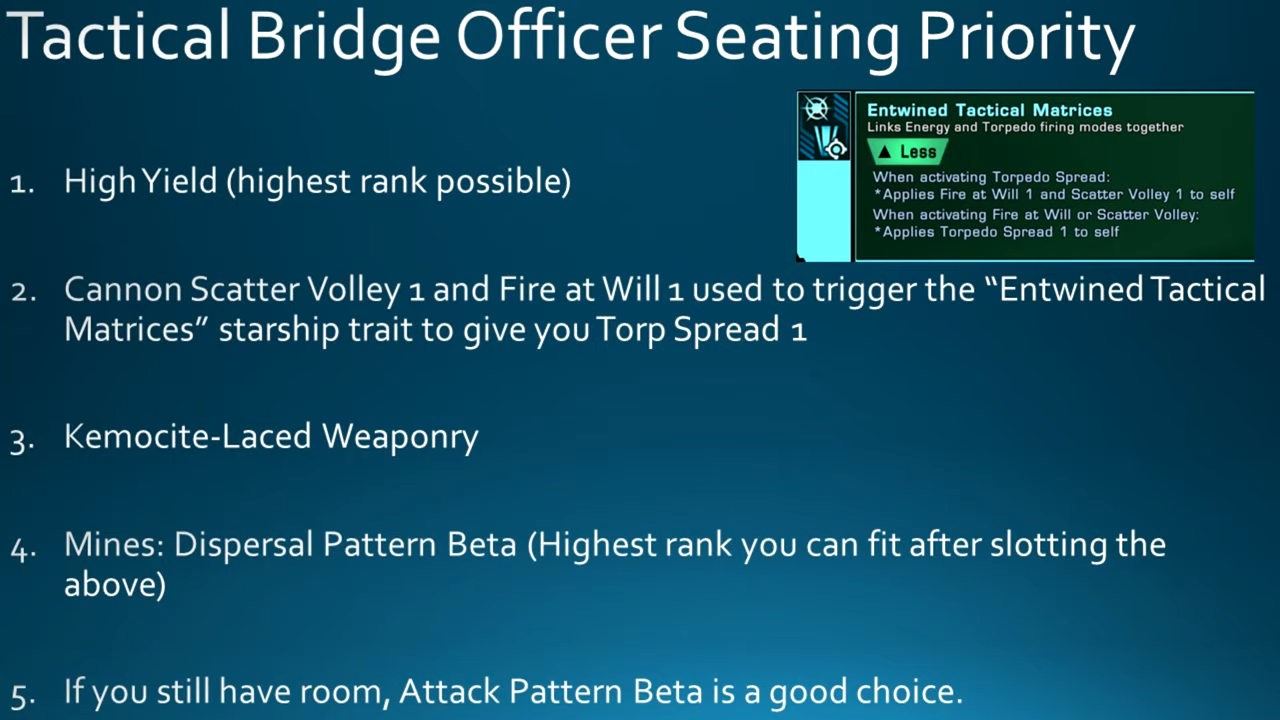 Tactical Bridge Officer Seating Priority
Entwined Tactical Matrices
Links Energy and Torpedo firing modes together
▲ Less
When activating Torpedo Spread:
*Applies Fire at Will 1 and Scatter Volley 1 to self
When activating Fire at Will or Scatter Volley:
*Applies Torpedo Spread 1 to self
1. High Yield (highest rank possible)
2. Cannon Scatter Volley 1 and Fire at Will 1 used to trigger the “Entwined Tactical
Matrices” starship trait to give you Torp Spread 1
3. Kemocite-Laced Weaponry
4. Mines: Dispersal Pattern Beta (Highest rank you can fit after slotting the
above)
5. If you still have room, Attack Pattern Beta is a good choice.